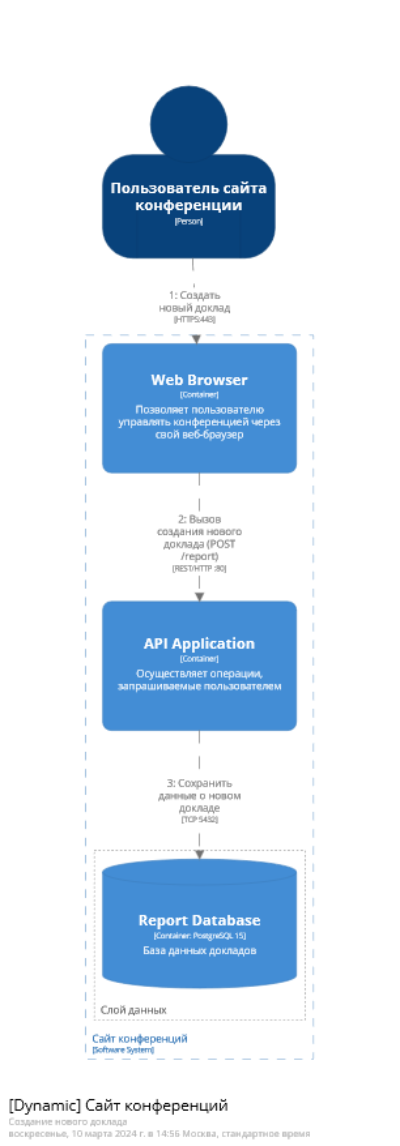 Пользователь сайта
конференции
[Person]
1: Создать
новый доклад
[HTTPS:443]
Web Browser
[Container]
Позволяет пользователю
управлять конференцией через
свой веб-браузер
2: Вызов
создания нового
доклада (POST
/report)
[REST/HTTP :80]
API Application
[Container]
Осуществляет операции,
запрашиваемые пользователем
3: Сохранить
данные о новом
докладе
[TCP 5432]
Report Database
[Container: PostgreSQL 15]
База данных докладов
Слой данных
Сайт конференций
[Software System]
[Dynamic] Сайт конференций
Создание нового доклада
воскресенье, 10 марта 2024 г. в 14:56 Москва, стандартное время